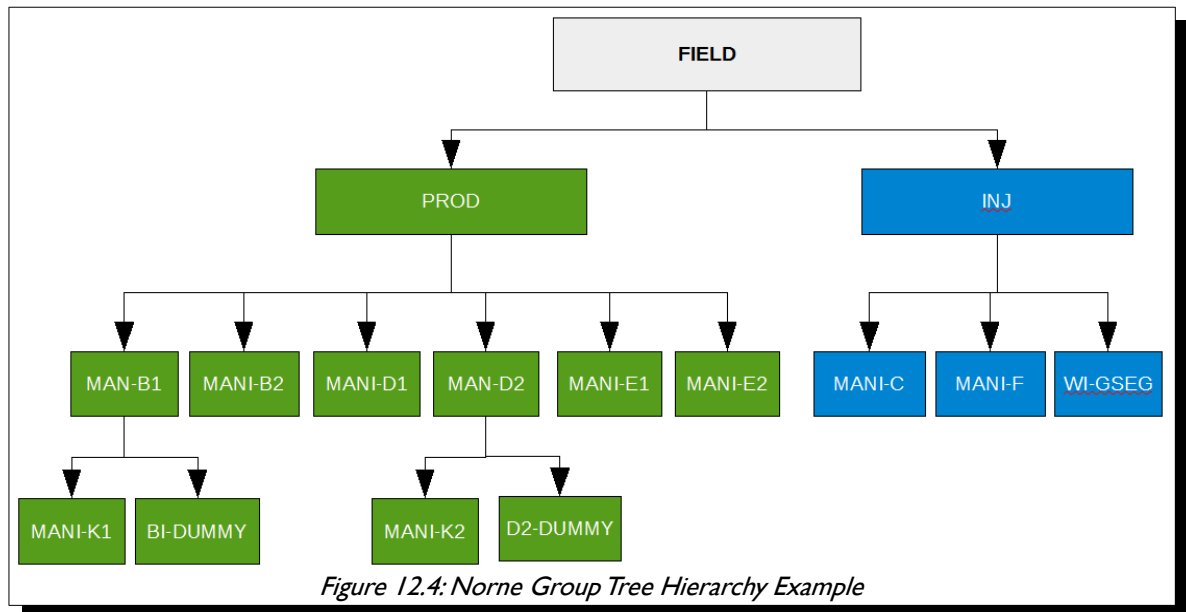 FIELD
PROD
INJ
MAN-B1
MANI-B2
MANI-D1
MAN-D2
MANI-E1
MANI-E2
MANI-C
MANI-F
WI-GSEG
MANI-K1
BI-DUMMY
MANI-K2
D2-DUMMY
Figure 12.4: Norne Group Tree Hierarchy Example